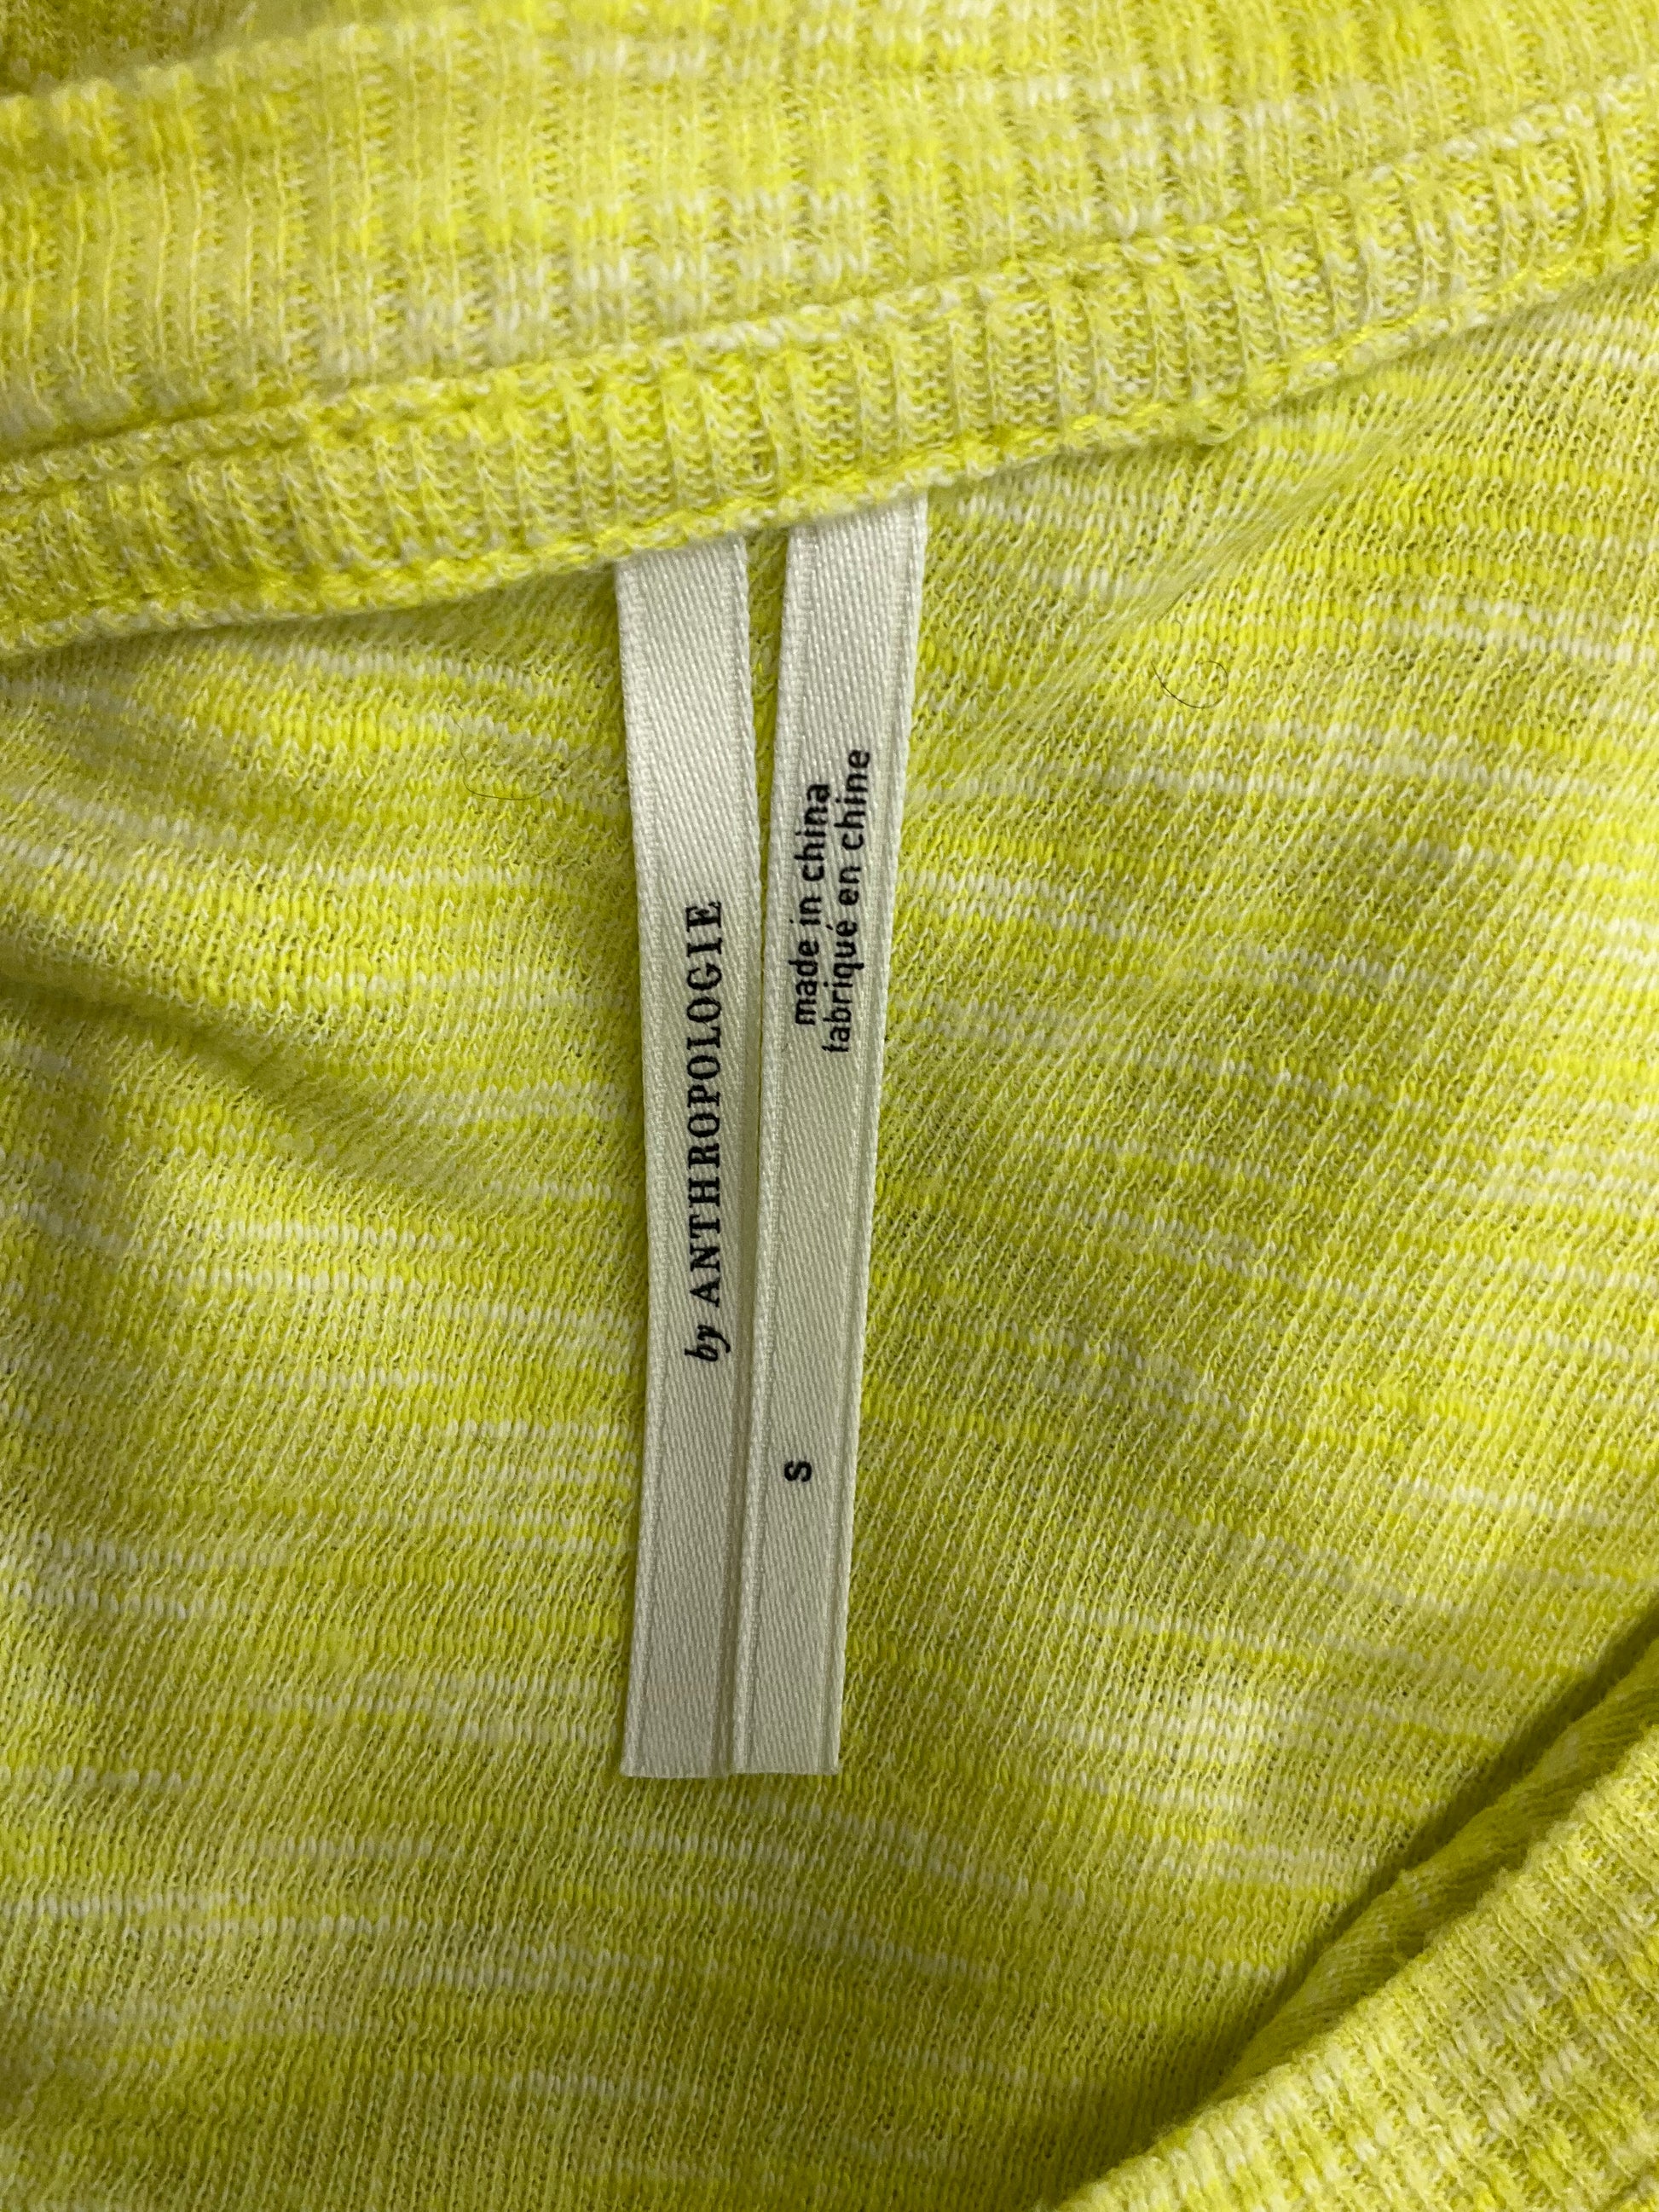 by ANTHROPOLOGIE
made in china
fabriqué en chine
S